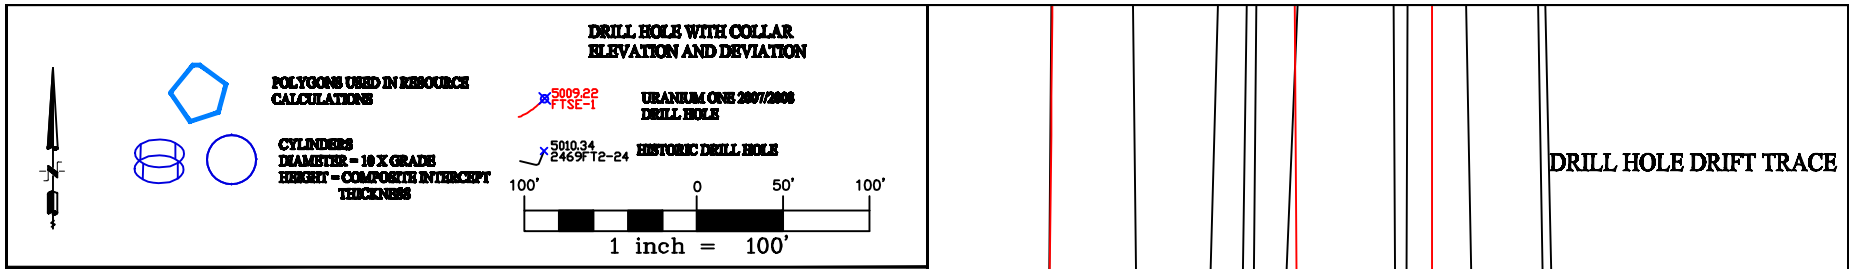 DRILL HOLE WITH COLLAR
ELEVATION AND DEVIATION
POLYGONS USED IN RESOURCE
CALCULATIONS
5009.22
FTSE-1
URANIUM ONE 2007/2008
DRILL HOLE
CYLINDERS
DIAMETER = 10 X GRADE
HEIGHT = COMPOSITE INTERCEPT
THICKNESS
5010.34
2469FT2-24
HISTORIC DRILL HOLE
N
100' 0 50' 100'
1 inch = 100'
DRILL HOLE DRIFT TRACE